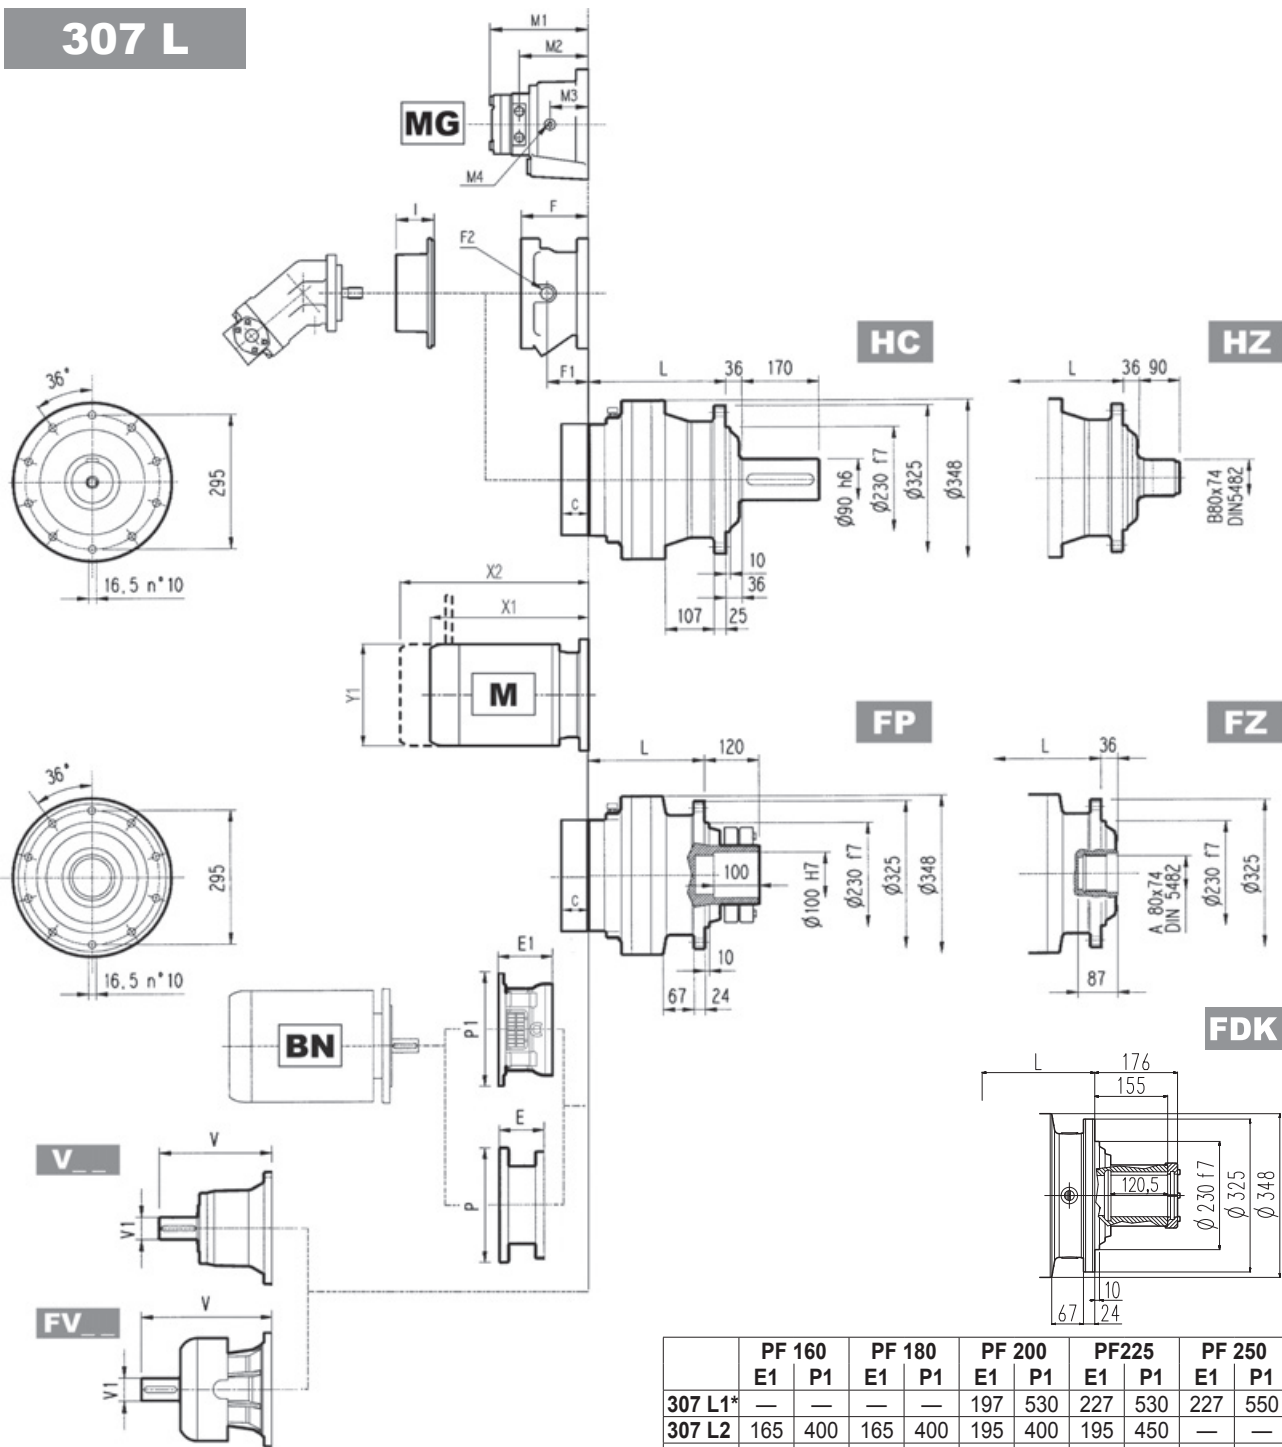 307 L
M1
M2
M3
MG
M4
I
F
F2
F1
HC
HZ
36°
295
16,5 n°10
L
36
170
C
Ø90 h6
Ø230 f7
Ø325
Ø348
10
36
107
25
L
36
90
B80x74
DIN5482
X2
X1
Y1
M
FP
FZ
36°
295
16,5 n°10
L
120
C
100
Ø100 H7
Ø230 f7
Ø325
Ø348
10
67
24
L
36
A 80x74
DIN 5482
Ø230 f7
Ø325
87
E1
P1
BN
E
P
FDK
L
176
155
120,5
Ø 230 f7
Ø 325
Ø 348
10
67
24
V_ _
V
V1
FV_ _
V
V1
PF 160 PF 180 PF 200 PF225 PF 250
E1 P1 E1 P1 E1 P1 E1 P1 E1 P1
307 L1* — — — — 197 530 227 530 227 550
307 L2 165 400 165 400 195 400 195 450 — —